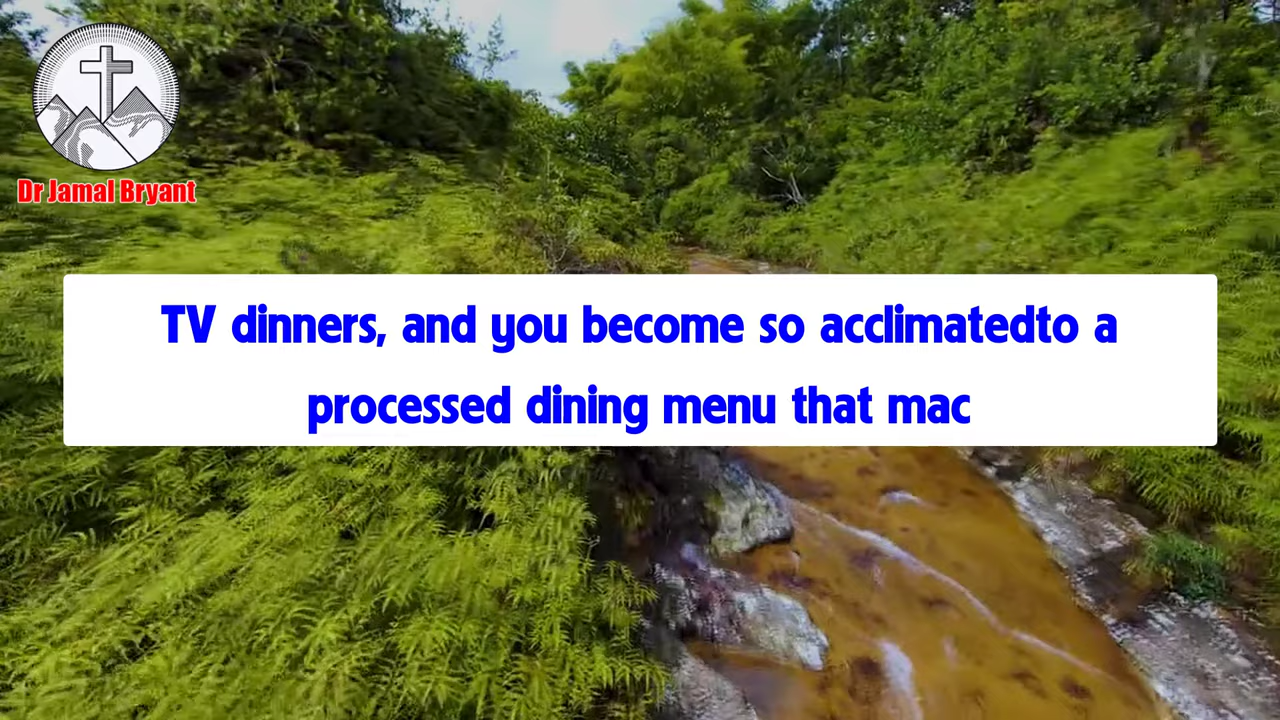 Dr Jamal Bryant
TV dinners, and you become so acclimatedto a
processed dining menu that mac